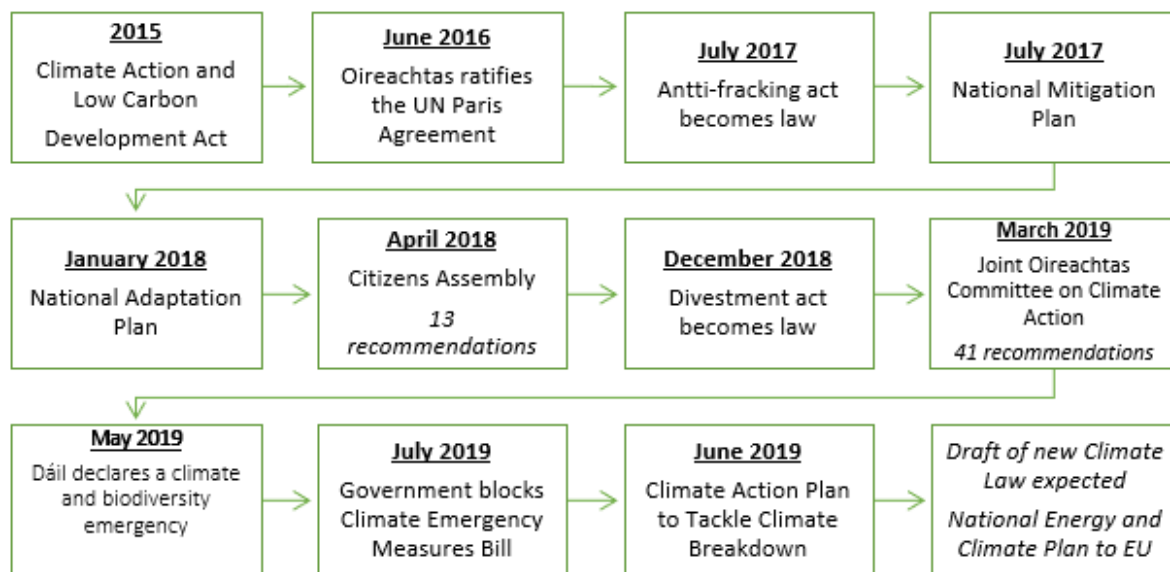 2015
Climate Action and
Low Carbon
Development Act
June 2016
Oireachtas ratifies
the UN Paris
Agreement
July 2017
Antti-fracking act
becomes law
July 2017
National Mitigation
Plan
January 2018
National Adaptation
Plan
April 2018
Citizens Assembly
13
recommendations
December 2018
Divestment act
becomes law
March 2019
Joint Oireachtas
Committee on Climate
Action
41 recommendations
May 2019
Dáil declares a climate
and biodiversity
emergency
July 2019
Government blocks
Climate Emergency
Measures Bill
June 2019
Climate Action Plan
to Tackle Climate
Breakdown
Draft of new Climate
Law expected
National Energy and
Climate Plan to EU